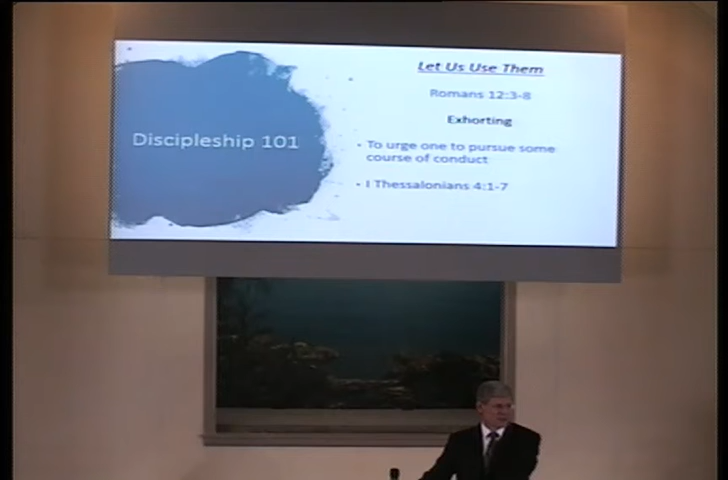 Discipleship 101
Let Us Use Them
Romans 12:3-8
Exhorting
• To urge one to pursue some
course of conduct
• I Thessalonians 4:1-7